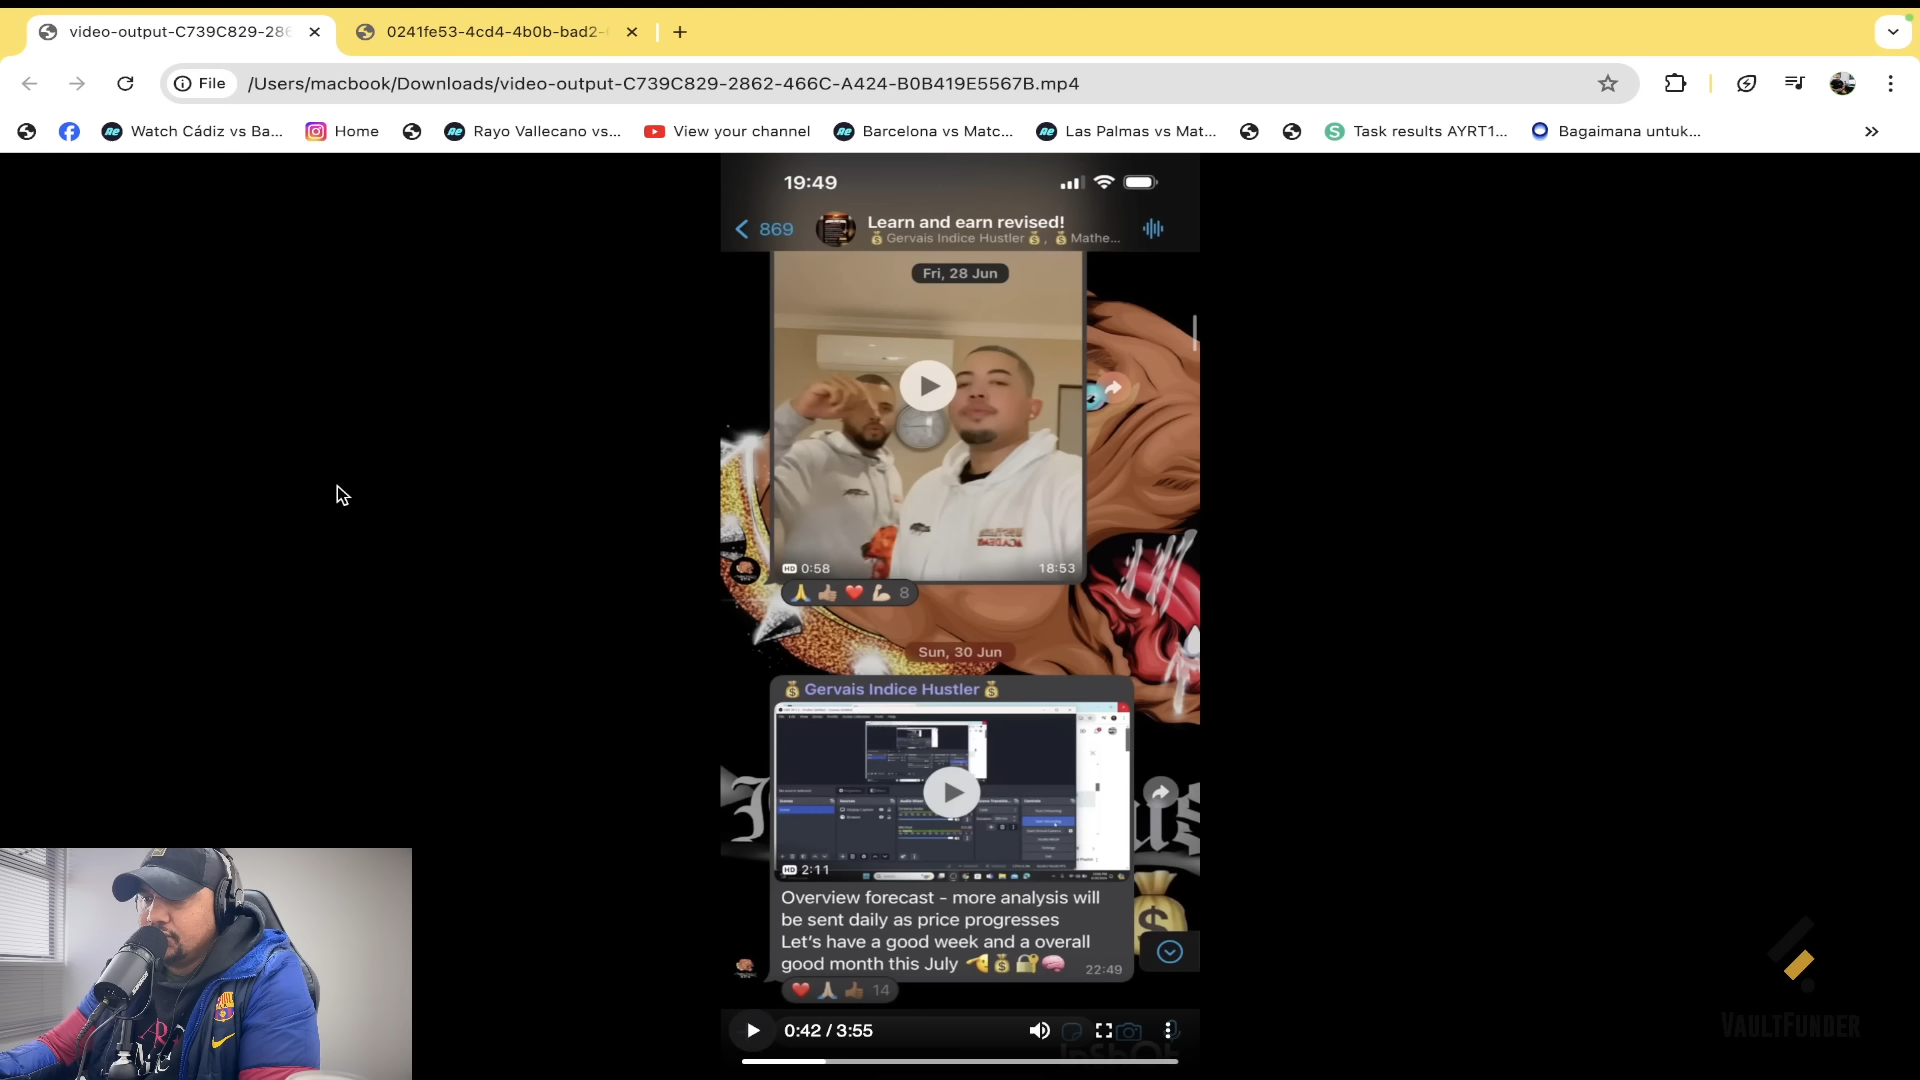 video-output-C739C829-286
0241fe53-4cd4-4b0b-bad2-
File
/Users/macbook/Downloads/video-output-C739C829-2862-466C-A424-B0B419E5567B.mp4
Watch Cádiz vs Ba...
Home
Rayo Vallecano vs...
View your channel
Barcelona vs Matc...
Las Palmas vs Mat...
Task results AYRT1...
Bagaimana untuk...
19:49
869
Learn and earn revised!
💰 Gervais Indice Hustler 💰, 💰 Mathe...
Fri, 28 Jun
HD 0:58
18:53
🙏 👍🏽 ❤️ 💪🏼 8
Sun, 30 Jun
💰 Gervais Indice Hustler 💰
HD 2:11
Overview forecast - more analysis will
be sent daily as price progresses
Let's have a good week and a overall
good month this July 🫡💰🔐🧠
22:49
❤️ 🙏🏽 👍🏾 14
0:42 / 3:55
VaultFunder